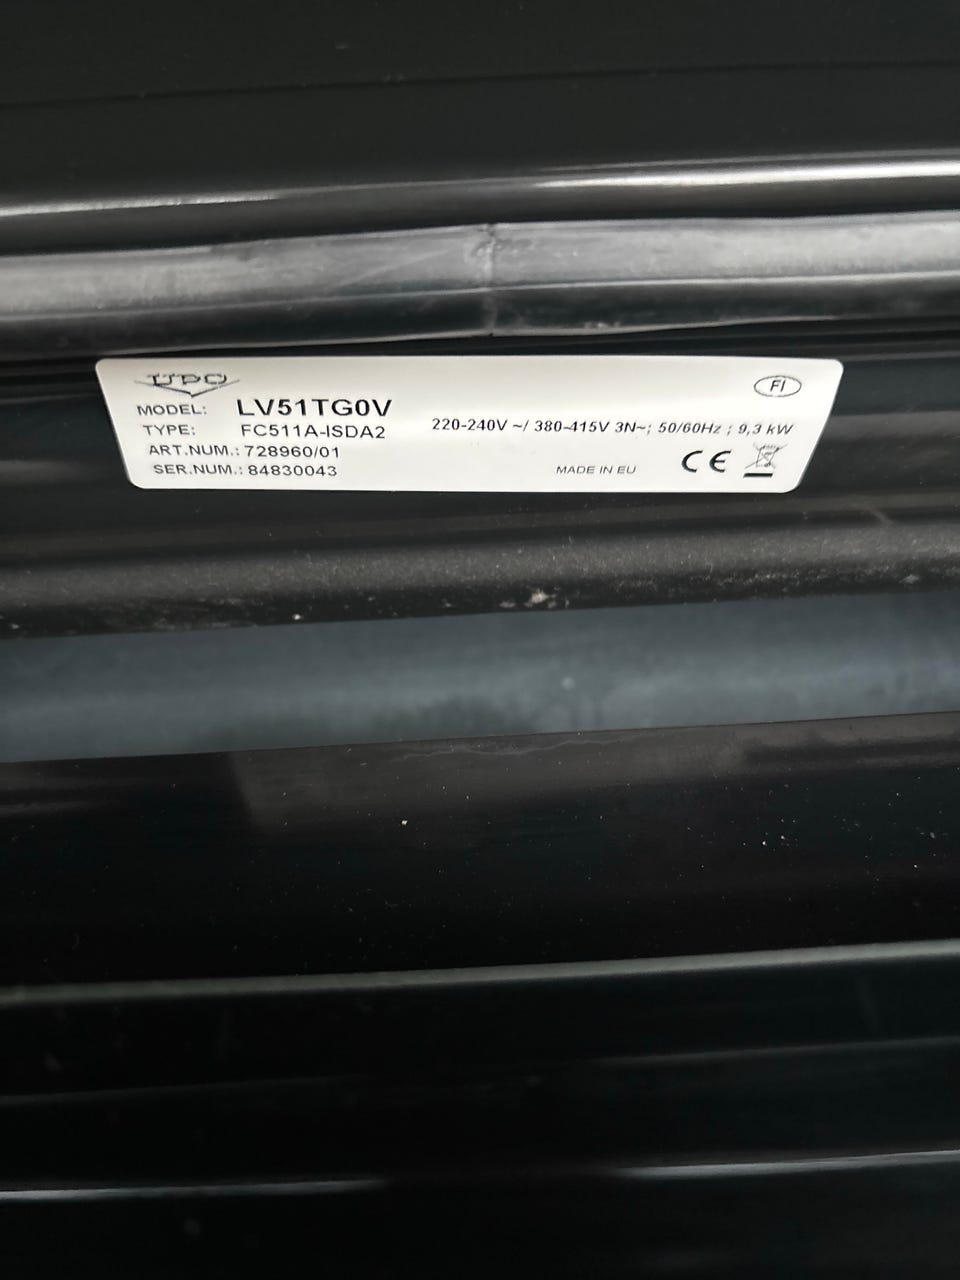 UPO
FI
MODEL: LV51TG0V
TYPE: FC511A-ISDA2
220-240V ~/ 380-415V 3N~; 50/60Hz ; 9,3 kW
ART.NUM.: 728960/01
SER.NUM.: 84830043
MADE IN EU
CE